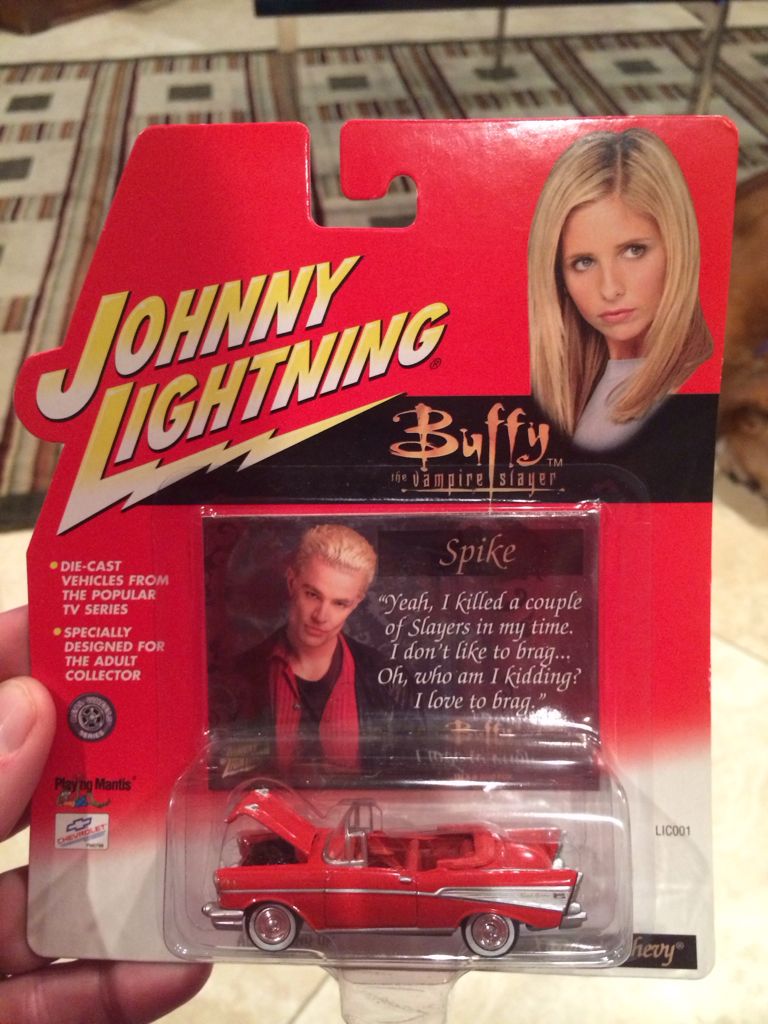 JOHNNY
LIGHTNING®
Buffy™
the vampire slayer
• DIE-CAST
VEHICLES FROM
THE POPULAR
TV SERIES
• SPECIALLY
DESIGNED FOR
THE ADULT
COLLECTOR
Spike
"Yeah, I killed a couple
of Slayers in my time.
I don't like to brag...
Oh, who am I kidding?
I love to brag."
Playing Mantis®
CHEVROLET
LIC001
Chevy®